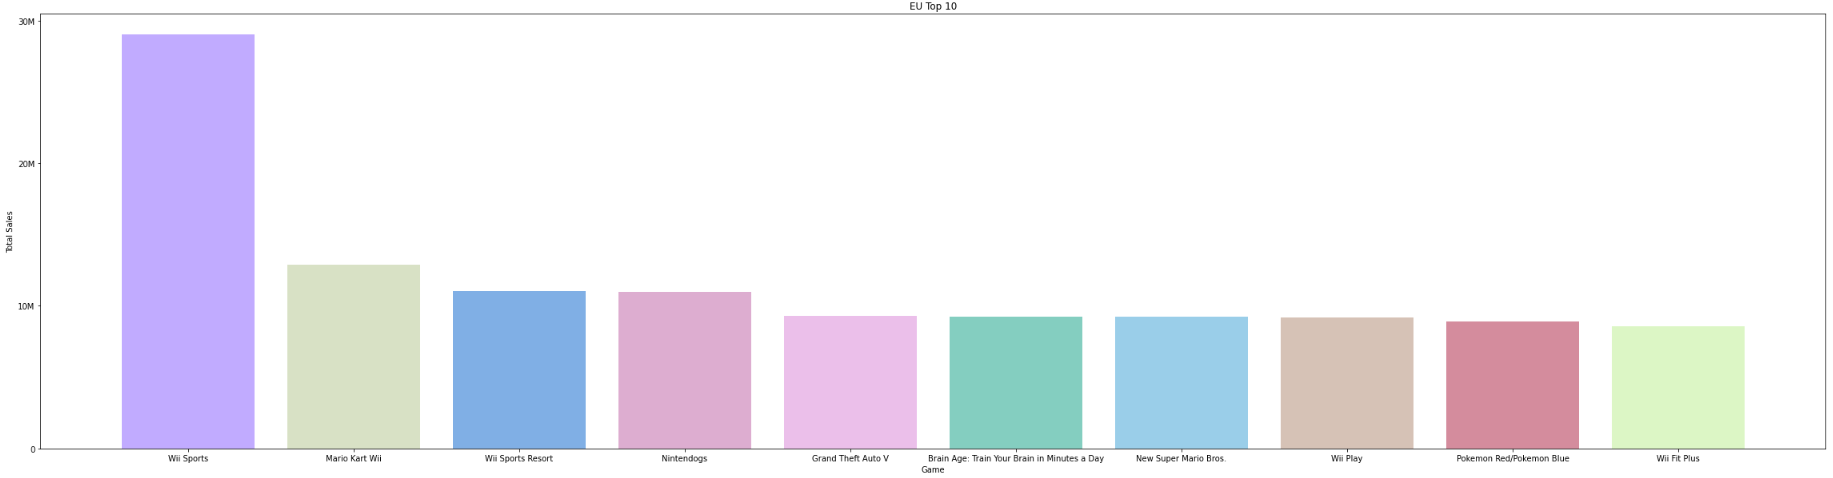 EU Top 10
30M
20M
10M
0
Total Sales
Wii Sports
Mario Kart Wii
Wii Sports Resort
Nintendogs
Grand Theft Auto V
Brain Age: Train Your Brain in Minutes a Day
New Super Mario Bros.
Wii Play
Pokemon Red/Pokemon Blue
Wii Fit Plus
Game